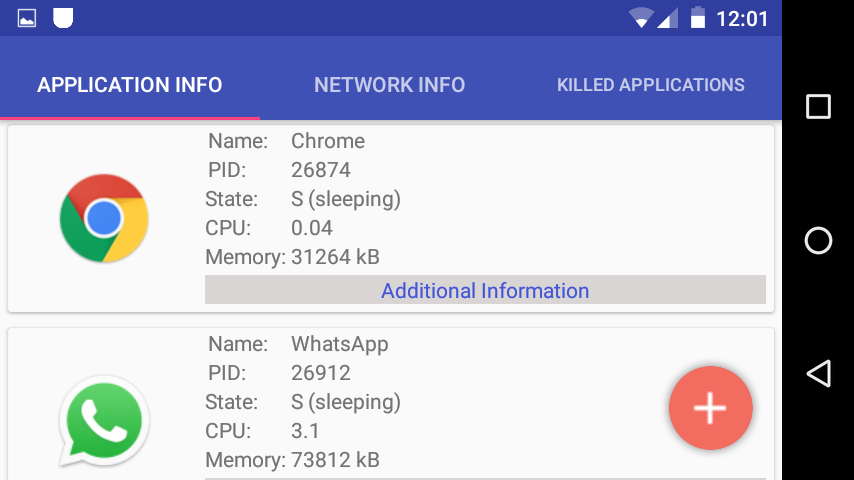 12:01
APPLICATION INFO NETWORK INFO KILLED APPLICATIONS
Name: Chrome
PID: 26874
State: S (sleeping)
CPU: 0.04
Memory: 31264 kB
Additional Information
Name: WhatsApp
PID: 26912
State: S (sleeping)
CPU: 3.1
Memory: 73812 kB